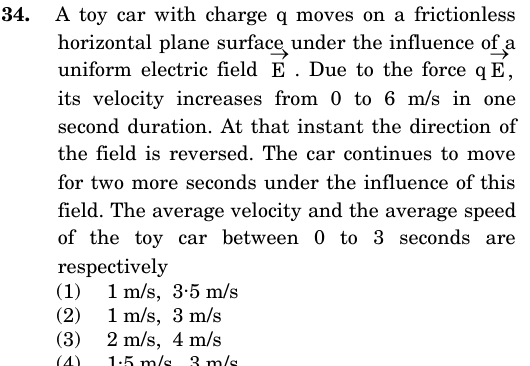 34. A toy car with charge q moves on a frictionless
horizontal plane surface under the influence of a
uniform electric field E⃗ . Due to the force q E⃗,
its velocity increases from 0 to 6 m/s in one
second duration. At that instant the direction of
the field is reversed. The car continues to move
for two more seconds under the influence of this
field. The average velocity and the average speed
of the toy car between 0 to 3 seconds are
respectively
(1) 1 m/s, 3·5 m/s
(2) 1 m/s, 3 m/s
(3) 2 m/s, 4 m/s
(4) 1·5 m/s, 3 m/s